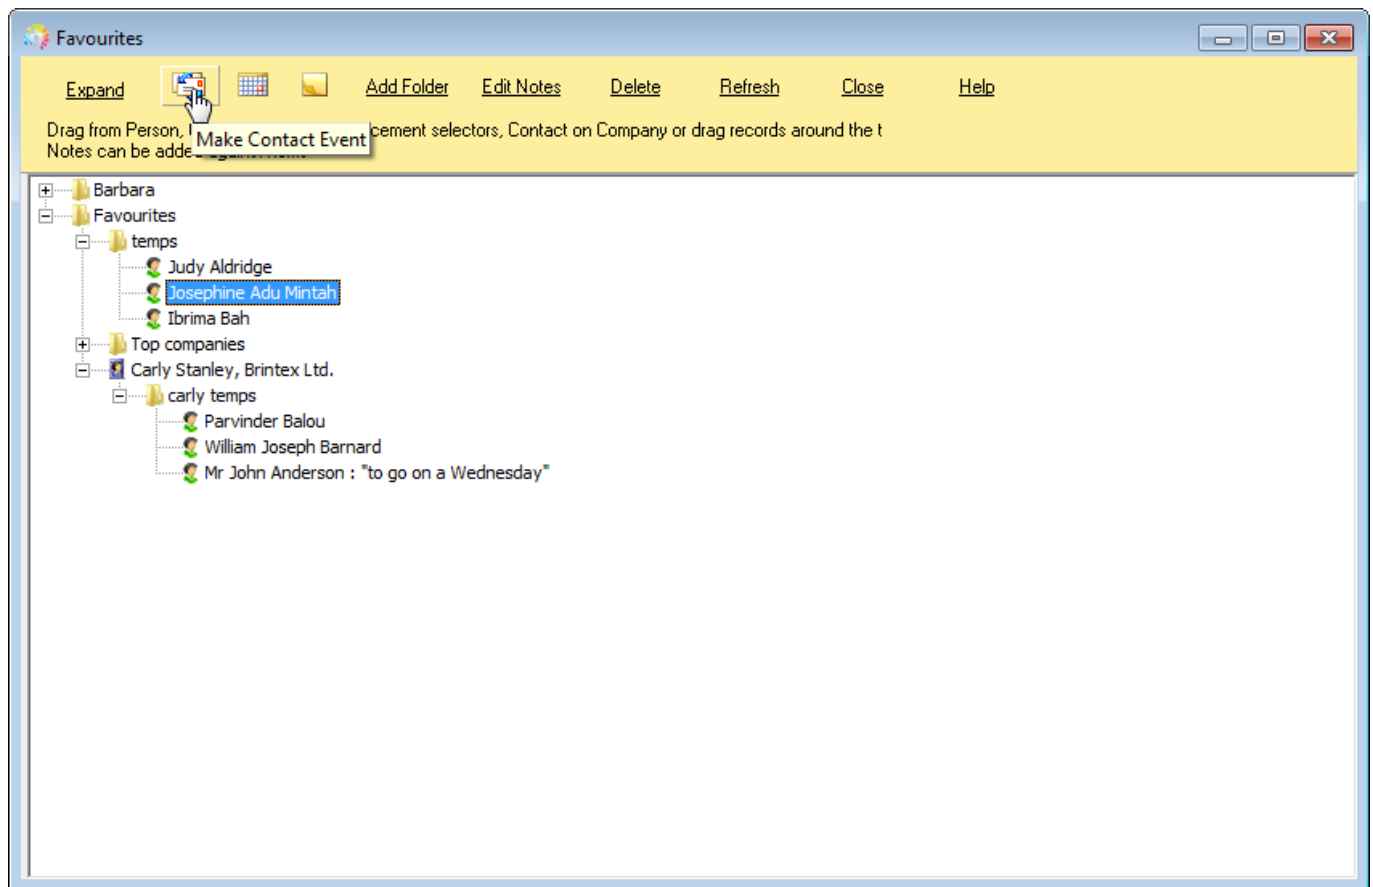 Favourites
Expand Add Folder Edit Notes Delete Refresh Close Help
Drag from Person, cement selectors, Contact on Company or drag records around the t
Make Contact Event
Notes can be adde
Barbara
Favourites
temps
Judy Aldridge
Josephine Adu Mintah
Ibrima Bah
Top companies
Carly Stanley, Brintex Ltd.
carly temps
Parvinder Balou
William Joseph Barnard
Mr John Anderson : "to go on a Wednesday"